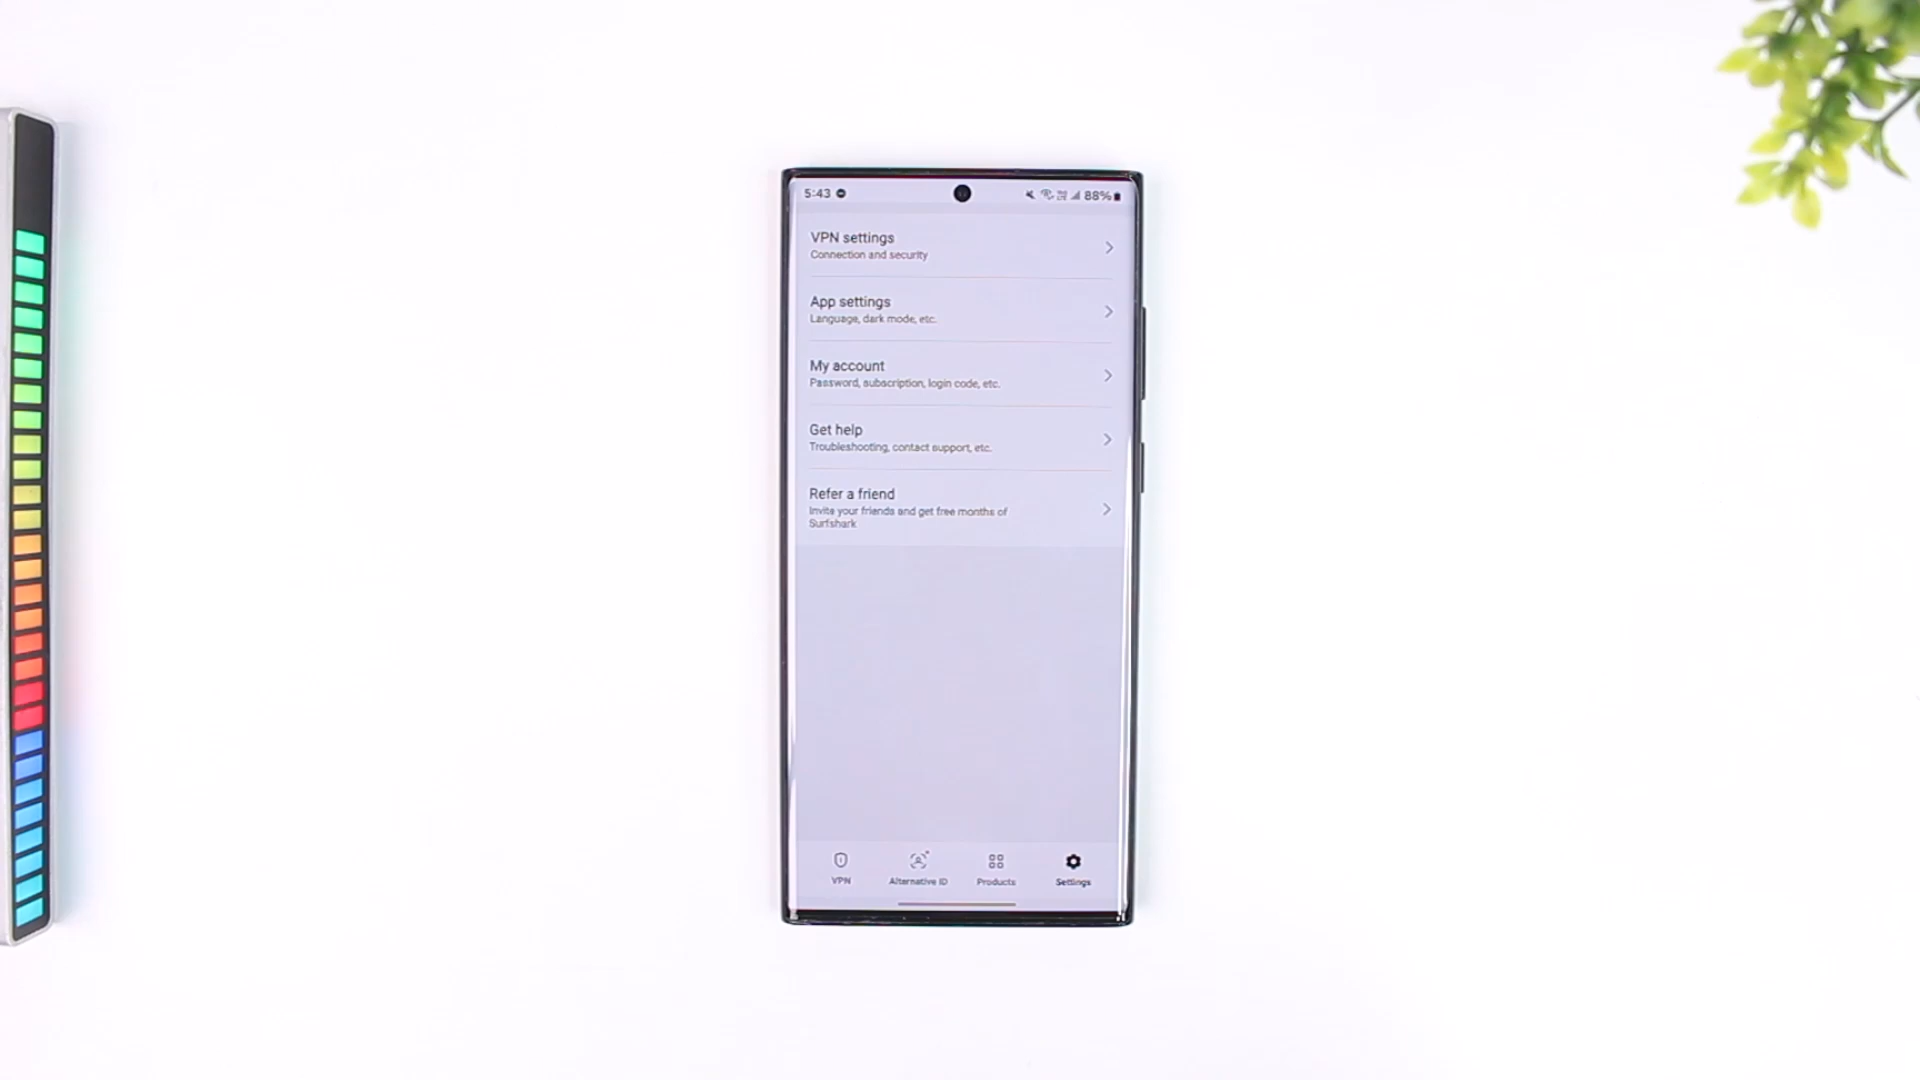 5:43
88%
VPN settings
Connection and security
App settings
Language, dark mode, etc.
My account
Password, subscription, login code, etc.
Get help
Troubleshooting, contact support, etc.
Refer a friend
Invite your friends and get free months of
Surfshark
VPN
Alternative ID
Products
Settings